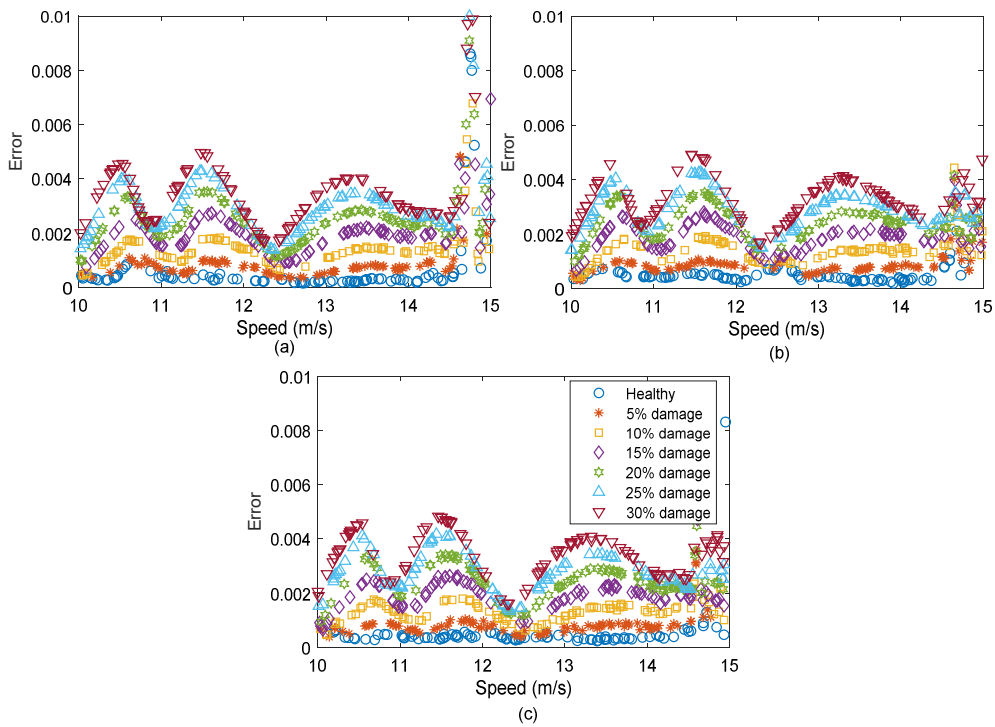 0.01
0.008
0.006
0.004
0.002
0
Error
10 11 12 13 14 15
Speed (m/s)
(a)
0.01
0.008
0.006
0.004
0.002
0
Error
10 11 12 13 14 15
Speed (m/s)
(b)
0.01
0.008
0.006
0.004
0.002
0
Error
Healthy
5% damage
10% damage
15% damage
20% damage
25% damage
30% damage
10 11 12 13 14 15
Speed (m/s)
(c)